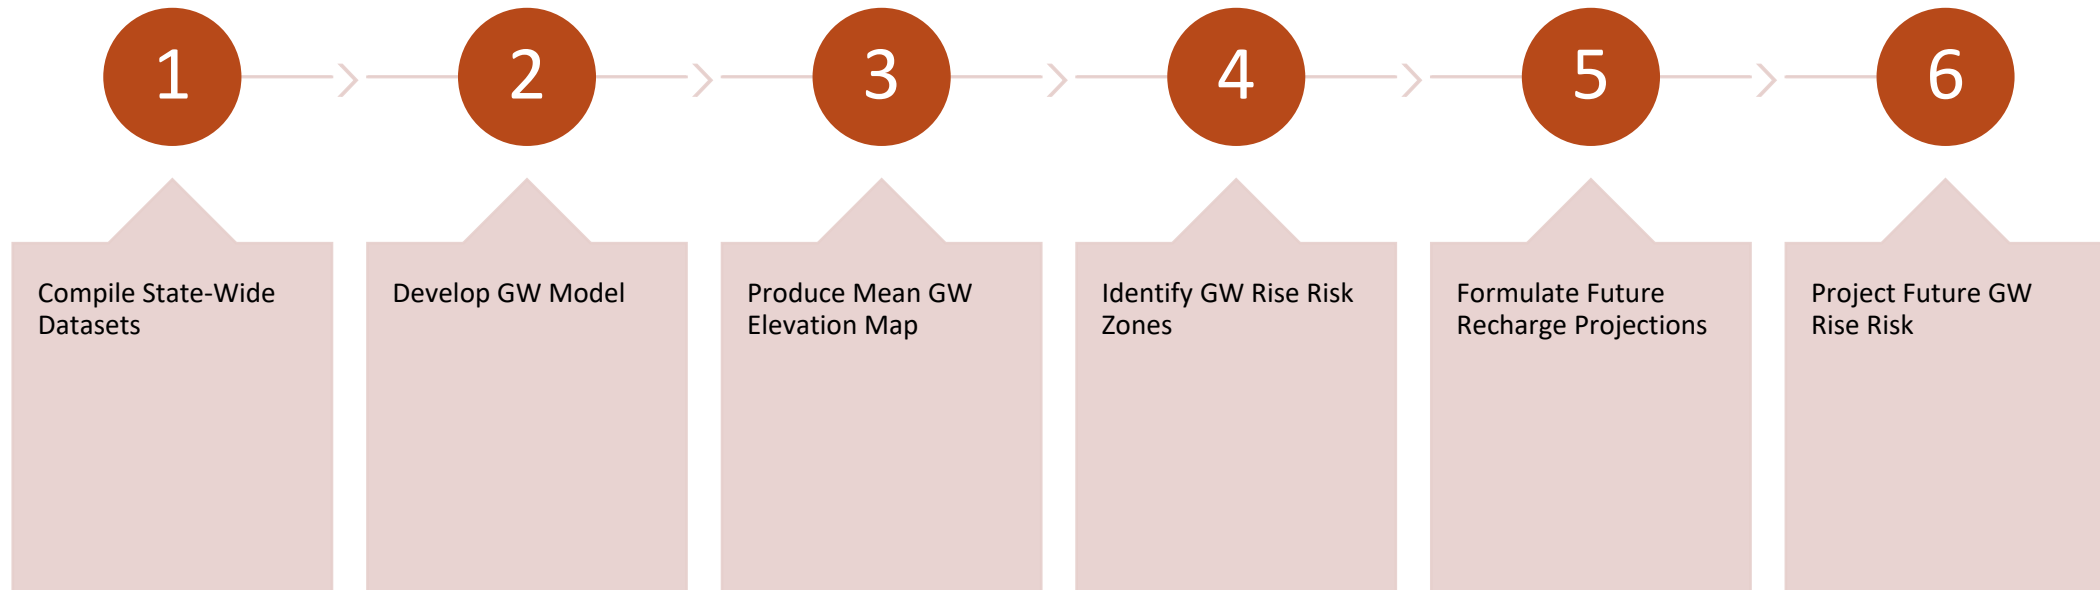 1
2
3
4
5
6
Compile State-Wide
Datasets
Develop GW Model
Produce Mean GW
Elevation Map
Identify GW Rise Risk
Zones
Formulate Future
Recharge Projections
Project Future GW
Rise Risk